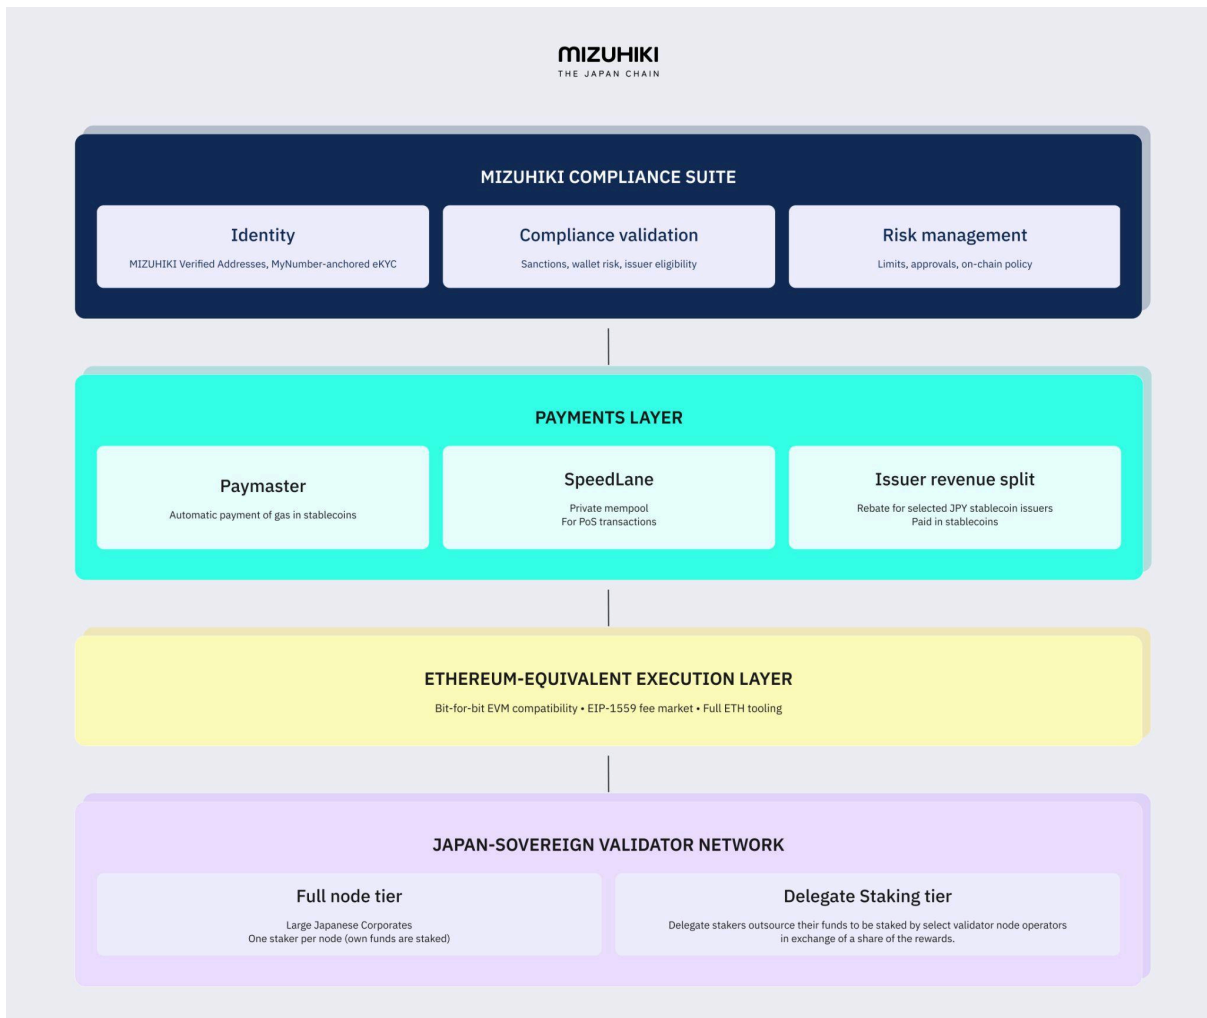 MIZUHIKI
THE JAPAN CHAIN
MIZUHIKI COMPLIANCE SUITE
Identity
MIZUHIKI Verified Addresses, MyNumber-anchored eKYC
Compliance validation
Sanctions, wallet risk, issuer eligibility
Risk management
Limits, approvals, on-chain policy
PAYMENTS LAYER
Paymaster
Automatic payment of gas in stablecoins
SpeedLane
Private mempool
For PoS transactions
Issuer revenue split
Rebate for selected JPY stablecoin issuers
Paid in stablecoins
ETHEREUM-EQUIVALENT EXECUTION LAYER
Bit-for-bit EVM compatibility • EIP-1559 fee market • Full ETH tooling
JAPAN-SOVEREIGN VALIDATOR NETWORK
Full node tier
Large Japanese Corporates
One staker per node (own funds are staked)
Delegate Staking tier
Delegate stakers outsource their funds to be staked by select validator node operators
in exchange of a share of the rewards.